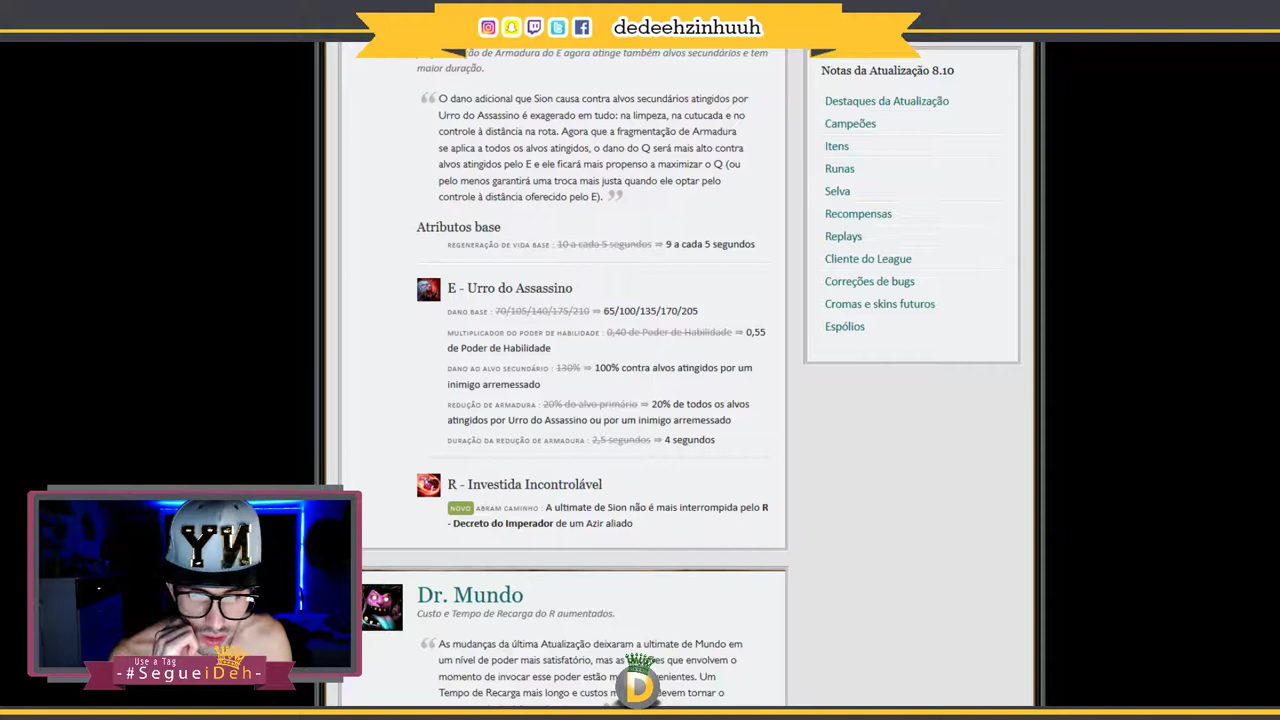 dedeehzinhuuh
de Armadura do E agora atinge também alvos secundários e tem
maior duração.
O dano adicional que Sion causa contra alvos secundários atingidos por
Urro do Assassino é exagerado em tudo: na limpeza, na cutucada e no
controle à distância na rota. Agora que a fragmentação de Armadura
se aplica a todos os alvos atingidos, o dano do Q será mais alto contra
alvos atingidos pelo E e ele ficará mais propenso a maximizar o Q (ou
pelo menos garantirá uma troca mais justa quando ele optar pelo
controle à distância oferecido pelo E).
Atributos base
REGENERAÇÃO DE VIDA BASE : 10 a cada 5 segundos ⇒ 9 a cada 5 segundos
E - Urro do Assassino
DANO BASE : 70/105/140/175/210 ⇒ 65/100/135/170/205
MULTIPLICADOR DO PODER DE HABILIDADE : 0,40 de Poder de Habilidade ⇒ 0,55
de Poder de Habilidade
DANO AO ALVO SECUNDÁRIO : 130% ⇒ 100% contra alvos atingidos por um
inimigo arremessado
REDUÇÃO DE ARMADURA : 20% do alvo primário ⇒ 20% de todos os alvos
atingidos por Urro do Assassino ou por um inimigo arremessado
DURAÇÃO DA REDUÇÃO DE ARMADURA : 2,5 segundos ⇒ 4 segundos
R - Investida Incontrolável
NOVO ABRAM CAMINHO : A ultimate de Sion não é mais interrompida pelo R
- Decreto do Imperador de um Azir aliado
Dr. Mundo
Custo e Tempo de Recarga do R aumentados.
As mudanças da última Atualização deixaram a ultimate de Mundo em
um nível de poder mais satisfatório, mas as que envolvem o
momento de invocar esse poder estão
Tempo de Recarga mais longo e custos devem tornar o
Notas da Atualização 8.10
Destaques da Atualização
Campeões
Itens
Runas
Selva
Recompensas
Replays
Cliente do League
Correções de bugs
Cromas e skins futuros
Espólios
Use a Tag
-#SegueiDeh-
D